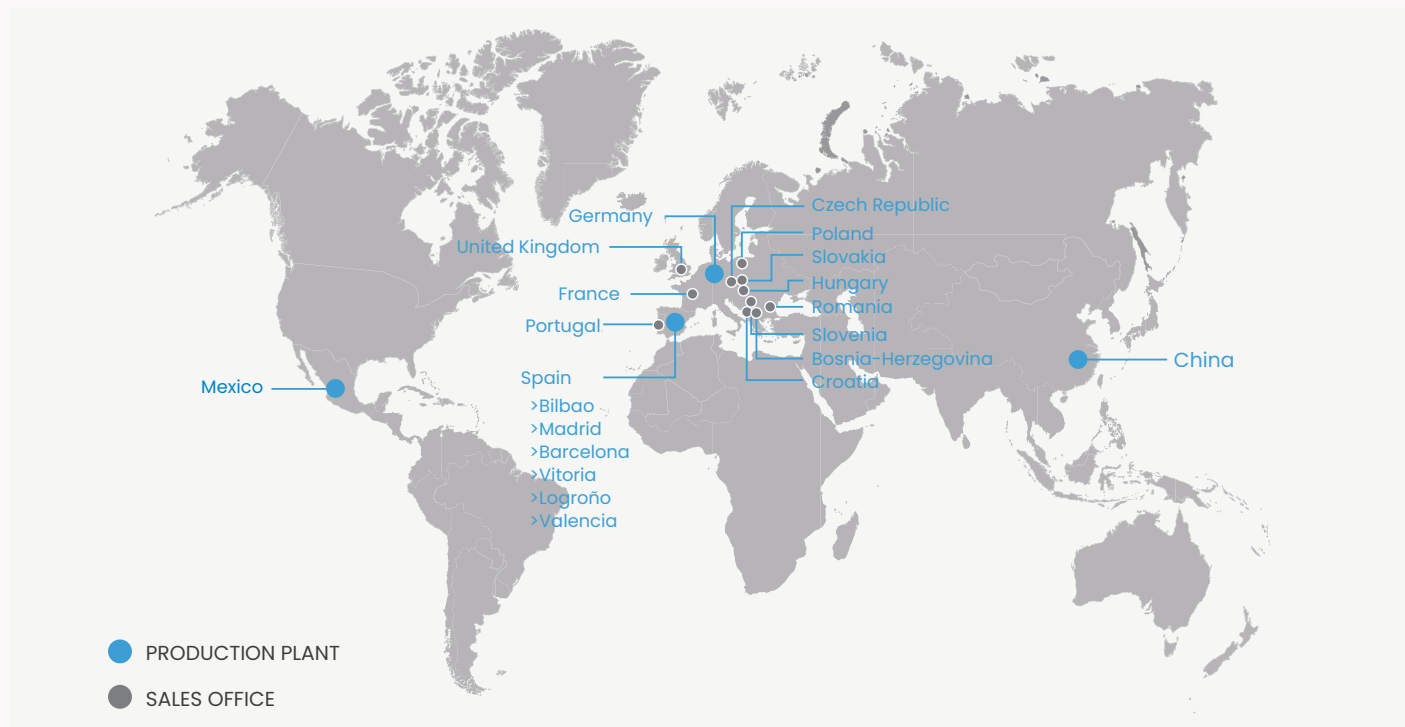 Germany
United Kingdom
France
Portugal
Spain
>Bilbao
>Madrid
>Barcelona
>Vitoria
>Logroño
>Valencia
Mexico
Czech Republic
Poland
Slovakia
Hungary
Romania
Slovenia
Bosnia-Herzegovina
Croatia
China
PRODUCTION PLANT
SALES OFFICE